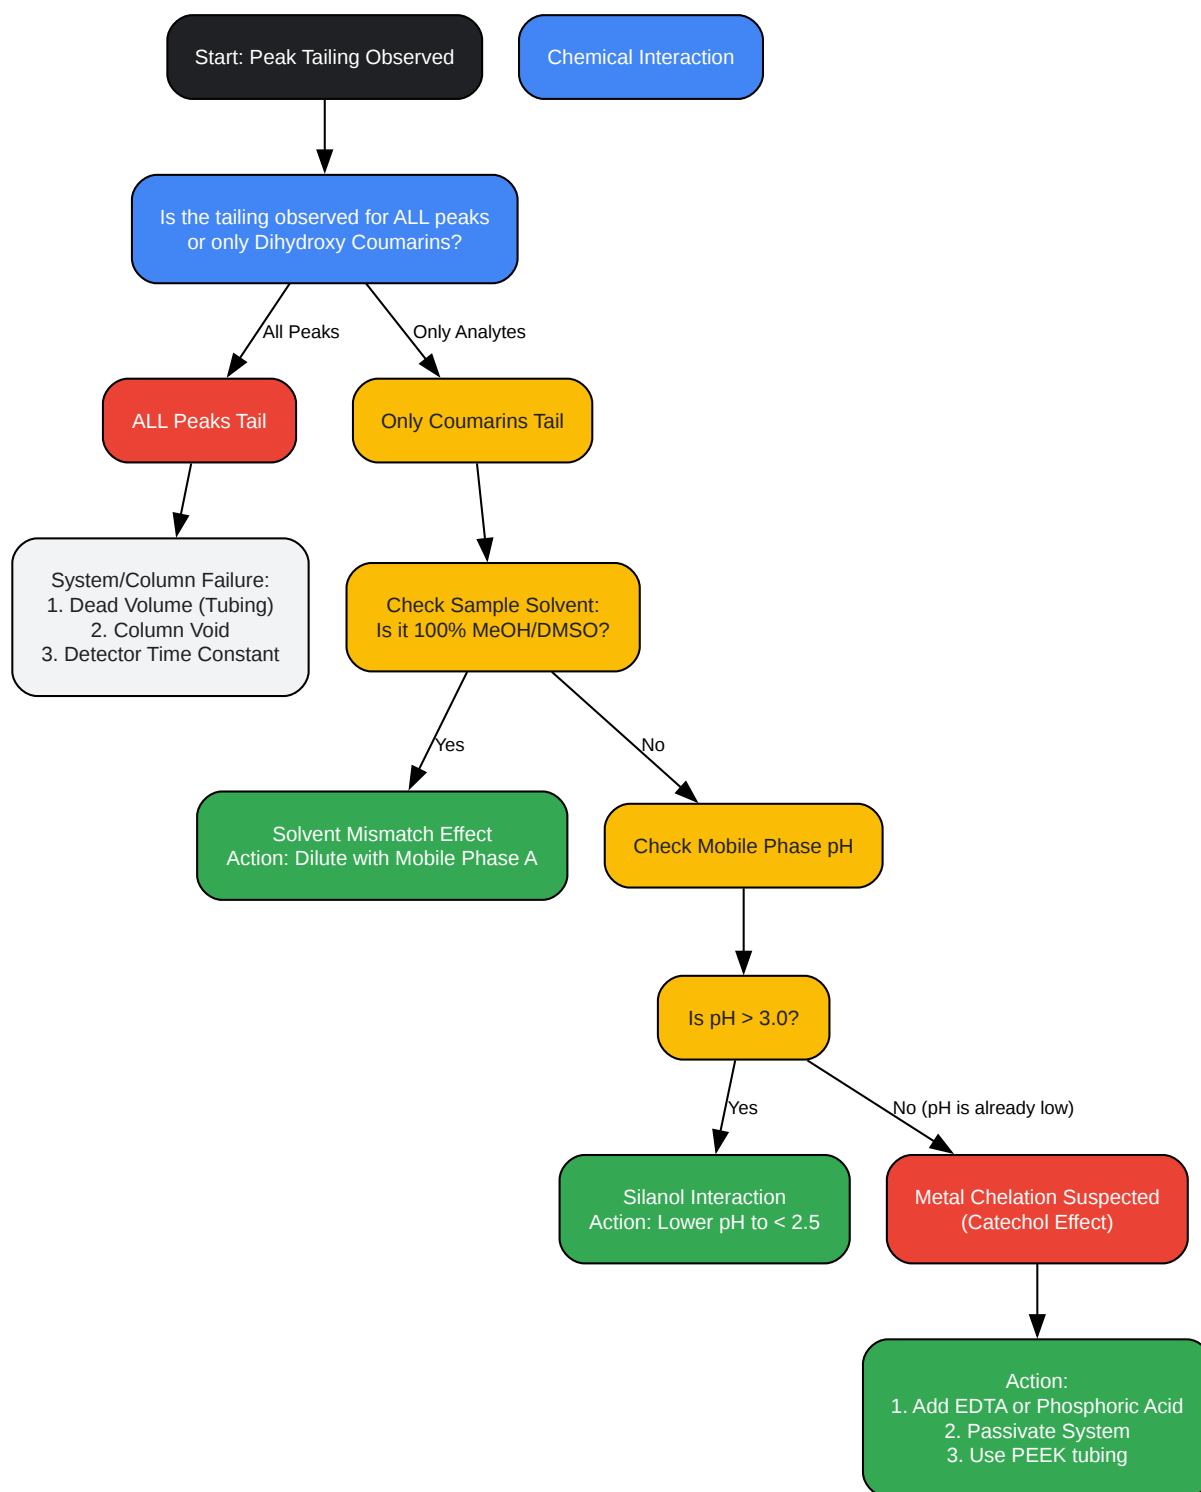 Start: Peak Tailing Observed
Chemical Interaction
Is the tailing observed for ALL peaks
or only Dihydroxy Coumarins?
All Peaks
Only Analytes
ALL Peaks Tail
Only Coumarins Tail
System/Column Failure:
1. Dead Volume (Tubing)
2. Column Void
3. Detector Time Constant
Check Sample Solvent:
Is it 100% MeOH/DMSO?
Yes
No
Solvent Mismatch Effect
Action: Dilute with Mobile Phase A
Check Mobile Phase pH
Is pH > 3.0?
Yes
No (pH is already low)
Silanol Interaction
Action: Lower pH to < 2.5
Metal Chelation Suspected
(Catechol Effect)
Action:
1. Add EDTA or Phosphoric Acid
2. Passivate System
3. Use PEEK tubing